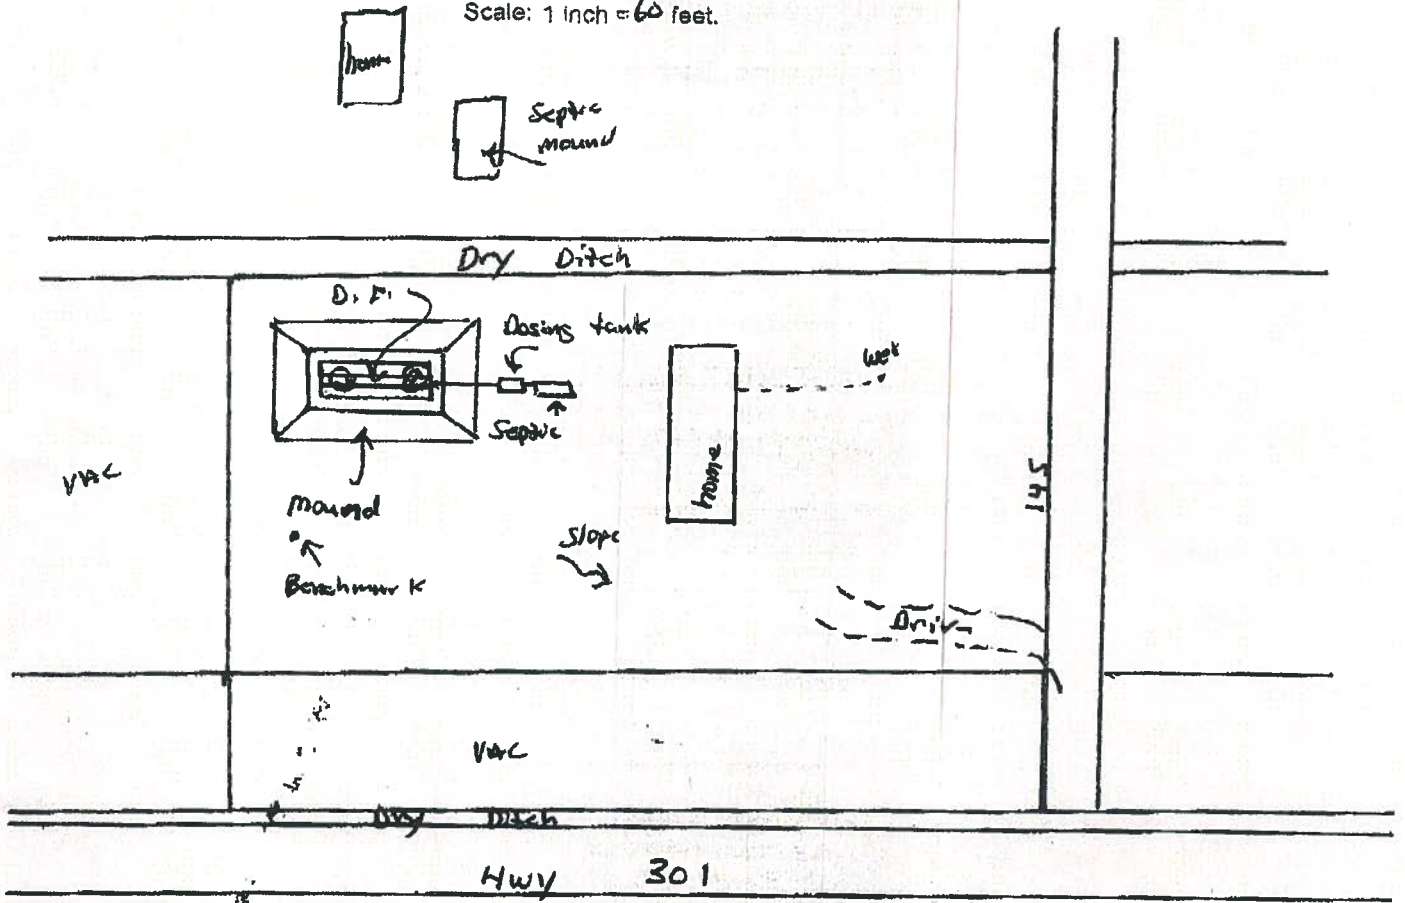 Scale: 1 inch = 60 feet.
home
Septic
mound
Dry Ditch
D. F.
Dosing tank
Septic
Well
home
VAC
145
mound
Benchmark
Slope
Drive
VAC
Dry Ditch
Hwy 301